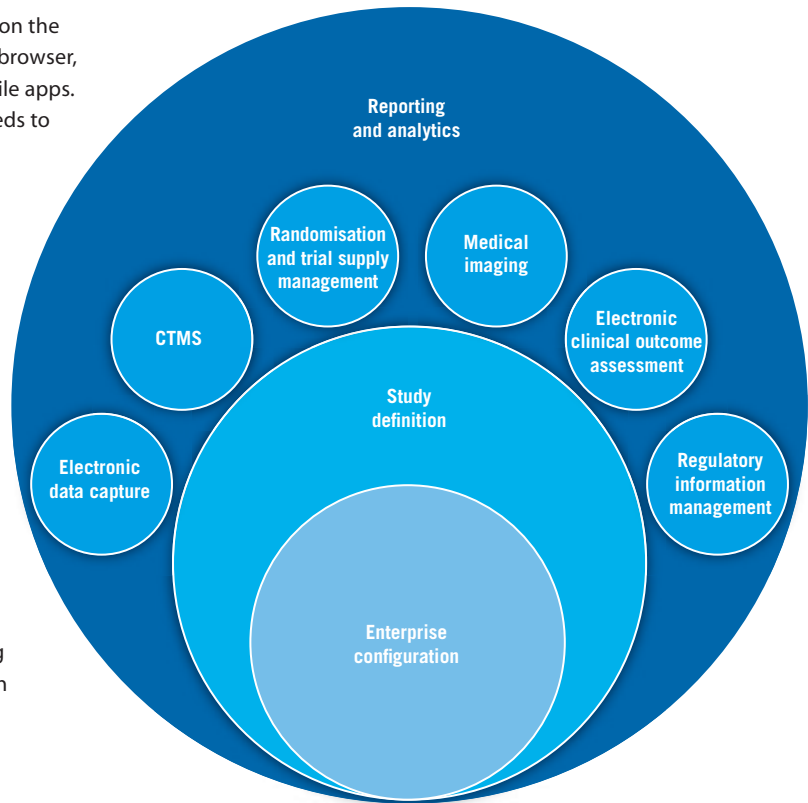 on the
browser,
ile apps.
eds to
Reporting
and analytics
Randomisation
and trial supply
management
Medical
imaging
CTMS
Electronic
clinical outcome
assessment
Study
definition
Electronic
data capture
Regulatory
information
management
Enterprise
configuration
g
n